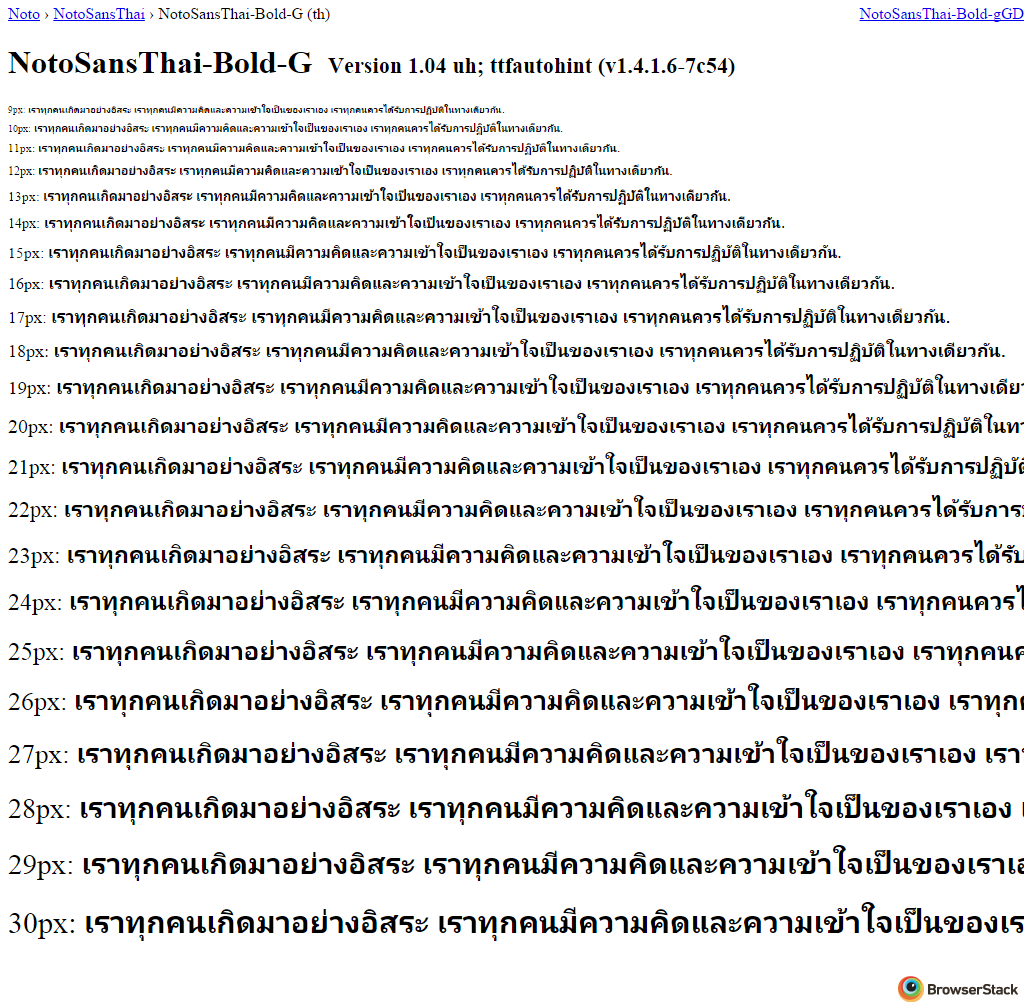 Noto › NotoSansThai › NotoSansThai-Bold-G (th) NotoSansThai-Bold-gGD
NotoSansThai-Bold-G Version 1.04 uh; ttfautohint (v1.4.1.6-7c54)
9px: เราทุกคนเกิดมาอย่างอิสระ เราทุกคนมีความคิดและความเข้าใจเป็นของเราเอง เราทุกคนควรได้รับการปฏิบัติในทางเดียวกัน.
10px: เราทุกคนเกิดมาอย่างอิสระ เราทุกคนมีความคิดและความเข้าใจเป็นของเราเอง เราทุกคนควรได้รับการปฏิบัติในทางเดียวกัน.
11px: เราทุกคนเกิดมาอย่างอิสระ เราทุกคนมีความคิดและความเข้าใจเป็นของเราเอง เราทุกคนควรได้รับการปฏิบัติในทางเดียวกัน.
12px: เราทุกคนเกิดมาอย่างอิสระ เราทุกคนมีความคิดและความเข้าใจเป็นของเราเอง เราทุกคนควรได้รับการปฏิบัติในทางเดียวกัน.
13px: เราทุกคนเกิดมาอย่างอิสระ เราทุกคนมีความคิดและความเข้าใจเป็นของเราเอง เราทุกคนควรได้รับการปฏิบัติในทางเดียวกัน.
14px: เราทุกคนเกิดมาอย่างอิสระ เราทุกคนมีความคิดและความเข้าใจเป็นของเราเอง เราทุกคนควรได้รับการปฏิบัติในทางเดียวกัน.
15px: เราทุกคนเกิดมาอย่างอิสระ เราทุกคนมีความคิดและความเข้าใจเป็นของเราเอง เราทุกคนควรได้รับการปฏิบัติในทางเดียวกัน.
16px: เราทุกคนเกิดมาอย่างอิสระ เราทุกคนมีความคิดและความเข้าใจเป็นของเราเอง เราทุกคนควรได้รับการปฏิบัติในทางเดียวกัน.
17px: เราทุกคนเกิดมาอย่างอิสระ เราทุกคนมีความคิดและความเข้าใจเป็นของเราเอง เราทุกคนควรได้รับการปฏิบัติในทางเดียวกัน.
18px: เราทุกคนเกิดมาอย่างอิสระ เราทุกคนมีความคิดและความเข้าใจเป็นของเราเอง เราทุกคนควรได้รับการปฏิบัติในทางเดียวกัน.
19px: เราทุกคนเกิดมาอย่างอิสระ เราทุกคนมีความคิดและความเข้าใจเป็นของเราเอง เราทุกคนควรได้รับการปฏิบัติในทางเดีย
20px: เราทุกคนเกิดมาอย่างอิสระ เราทุกคนมีความคิดและความเข้าใจเป็นของเราเอง เราทุกคนควรได้รับการปฏิบัติในท
21px: เราทุกคนเกิดมาอย่างอิสระ เราทุกคนมีความคิดและความเข้าใจเป็นของเราเอง เราทุกคนควรได้รับการปฏิบัติ
22px: เราทุกคนเกิดมาอย่างอิสระ เราทุกคนมีความคิดและความเข้าใจเป็นของเราเอง เราทุกคนควรได้รับการ
23px: เราทุกคนเกิดมาอย่างอิสระ เราทุกคนมีความคิดและความเข้าใจเป็นของเราเอง เราทุกคนควรได้รับ
24px: เราทุกคนเกิดมาอย่างอิสระ เราทุกคนมีความคิดและความเข้าใจเป็นของเราเอง เราทุกคนควรไ
25px: เราทุกคนเกิดมาอย่างอิสระ เราทุกคนมีความคิดและความเข้าใจเป็นของเราเอง เราทุกคนค
26px: เราทุกคนเกิดมาอย่างอิสระ เราทุกคนมีความคิดและความเข้าใจเป็นของเราเอง เราทุกค
27px: เราทุกคนเกิดมาอย่างอิสระ เราทุกคนมีความคิดและความเข้าใจเป็นของเราเอง เรา
28px: เราทุกคนเกิดมาอย่างอิสระ เราทุกคนมีความคิดและความเข้าใจเป็นของเราเอง เ
29px: เราทุกคนเกิดมาอย่างอิสระ เราทุกคนมีความคิดและความเข้าใจเป็นของเราเอ
30px: เราทุกคนเกิดมาอย่างอิสระ เราทุกคนมีความคิดและความเข้าใจเป็นของเร
BrowserStack